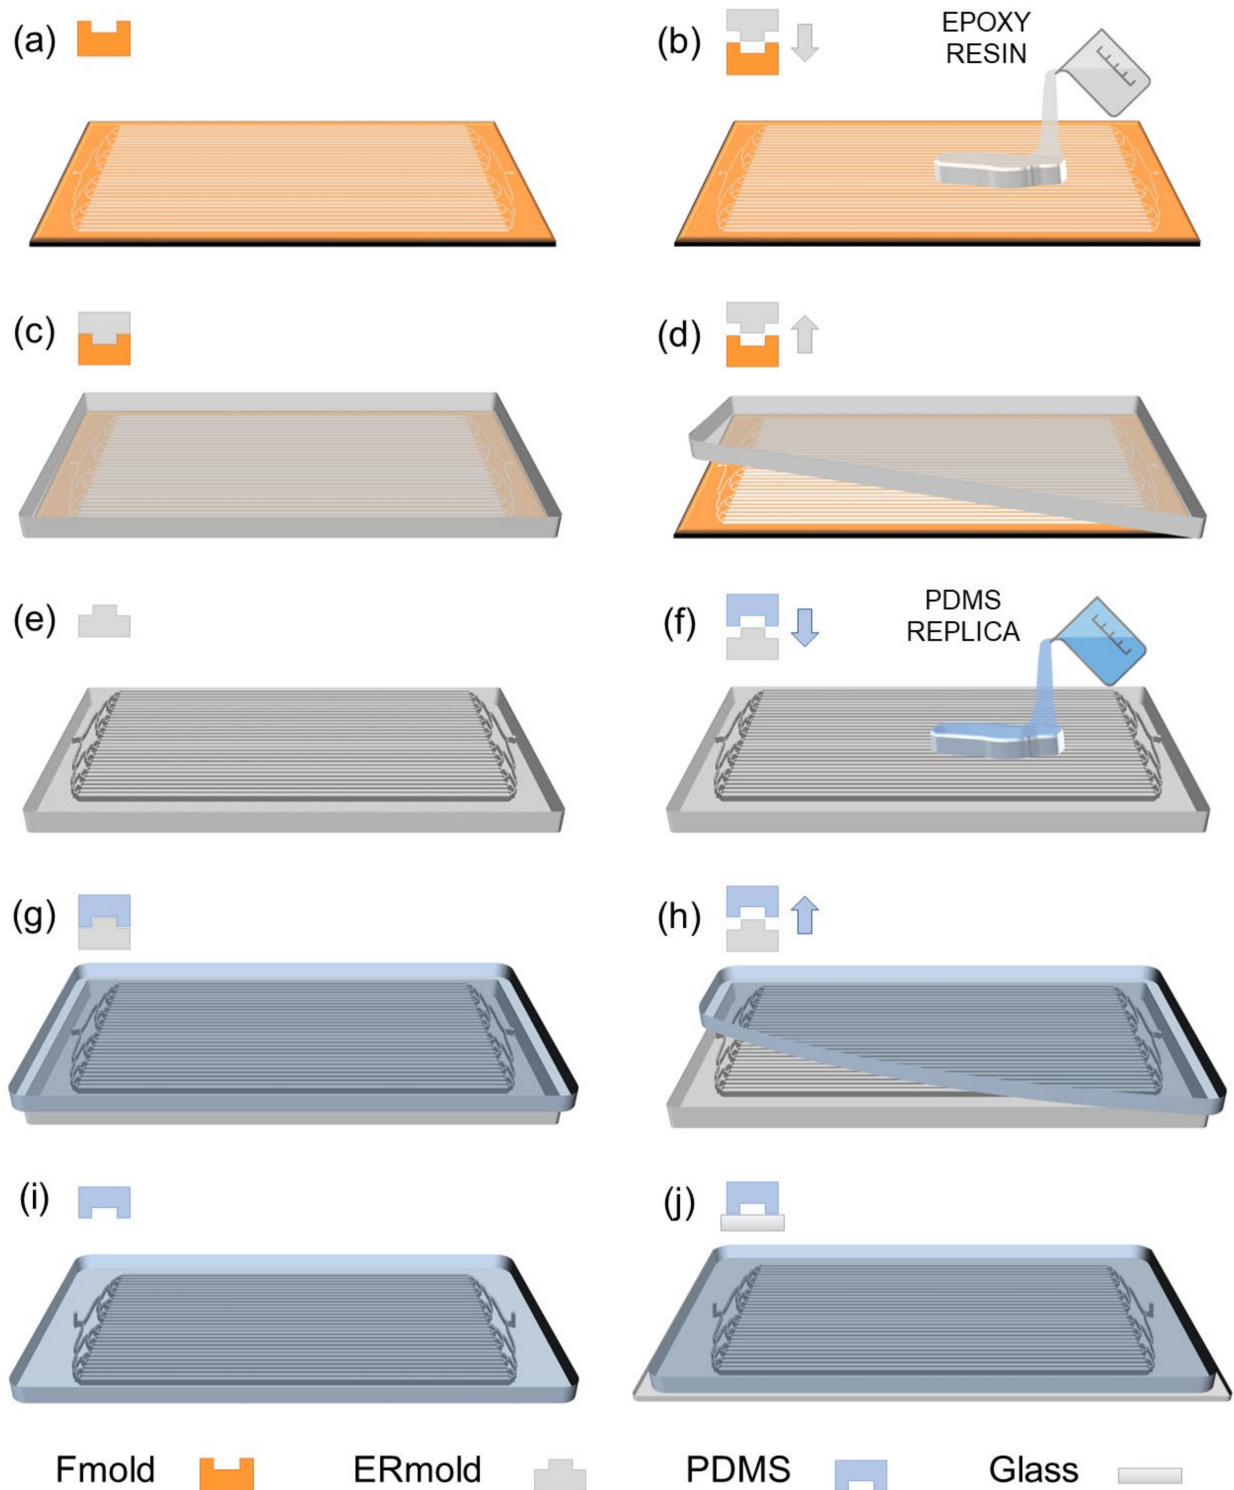 (a)
(b)
EPOXY
RESIN
(c)
(d)
(e)
(f)
PDMS
REPLICA
(g)
(h)
(i)
(j)
Fmold
ERmold
PDMS
Glass